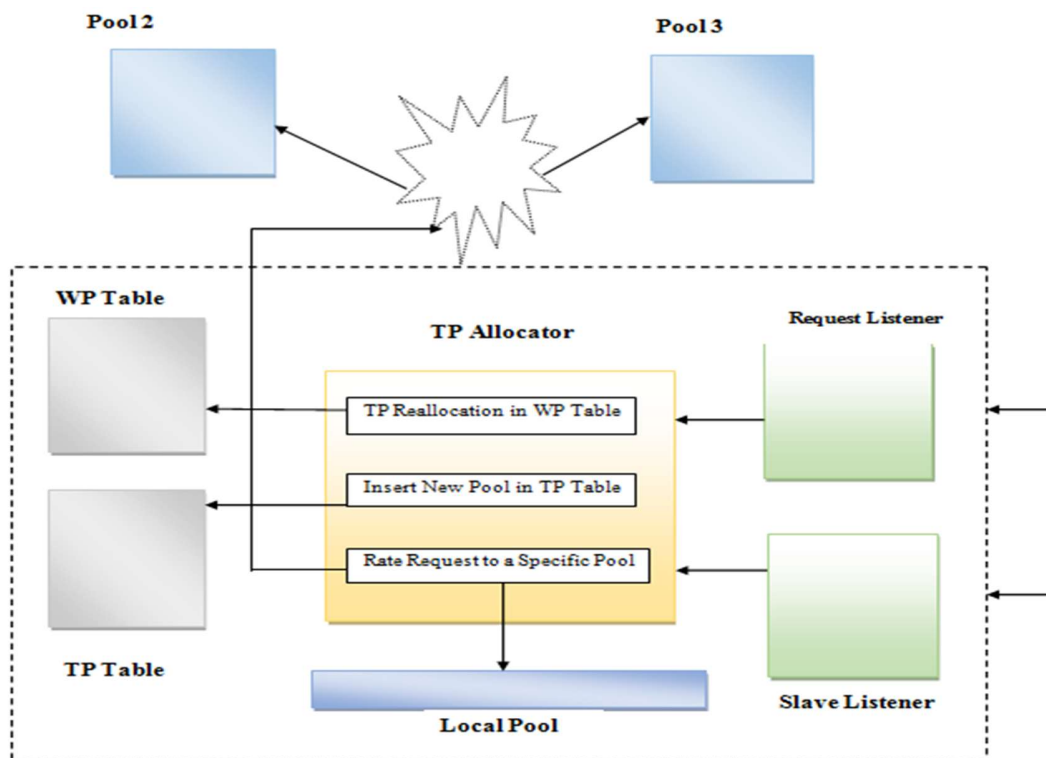 Pool 2
Pool 3
WP Table
TP Allocator
Request Listener
TP Reallocation in WP Table
Insert New Pool in TP Table
Rate Request to a Specific Pool
TP Table
Slave Listener
Local Pool